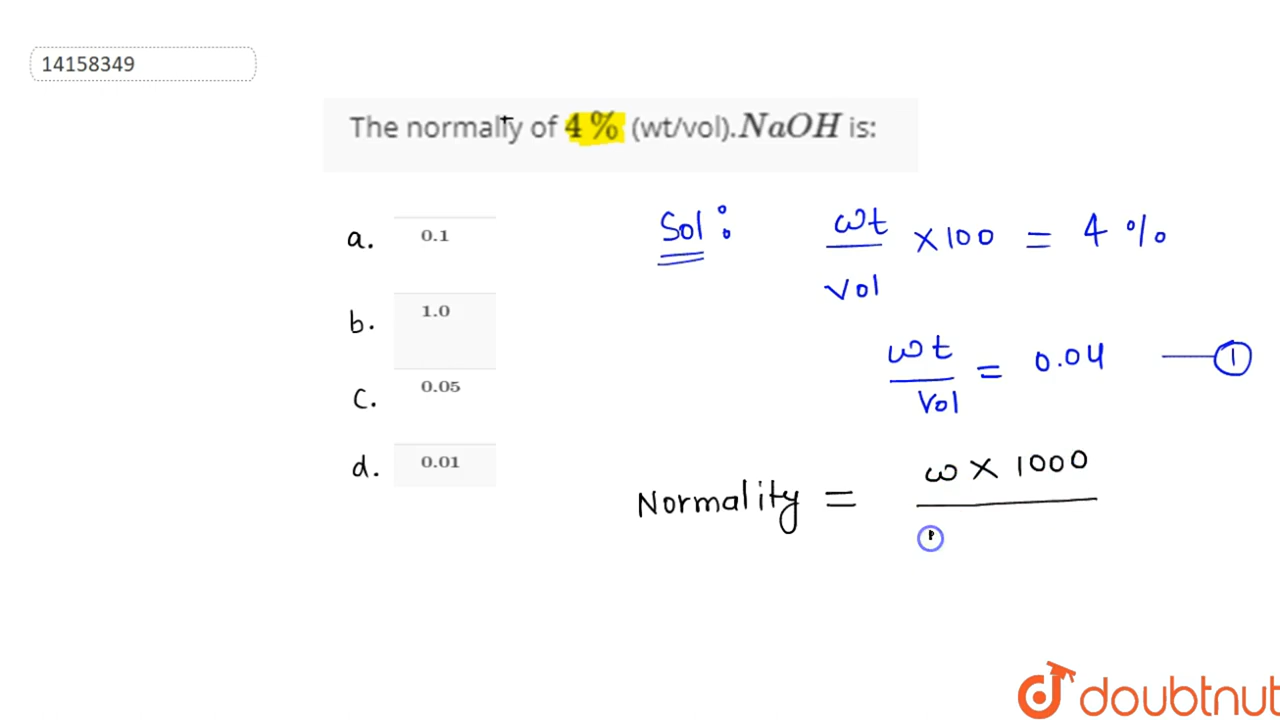 14158349
The normalty of 4 % (wt/vol).NaOH is:
a. 0.1
b. 1.0
c. 0.05
d. 0.01
Sol : wt/vol × 100 = 4 %
wt/vol = 0.04 — 1
Normality = w × 1000
doubtnut